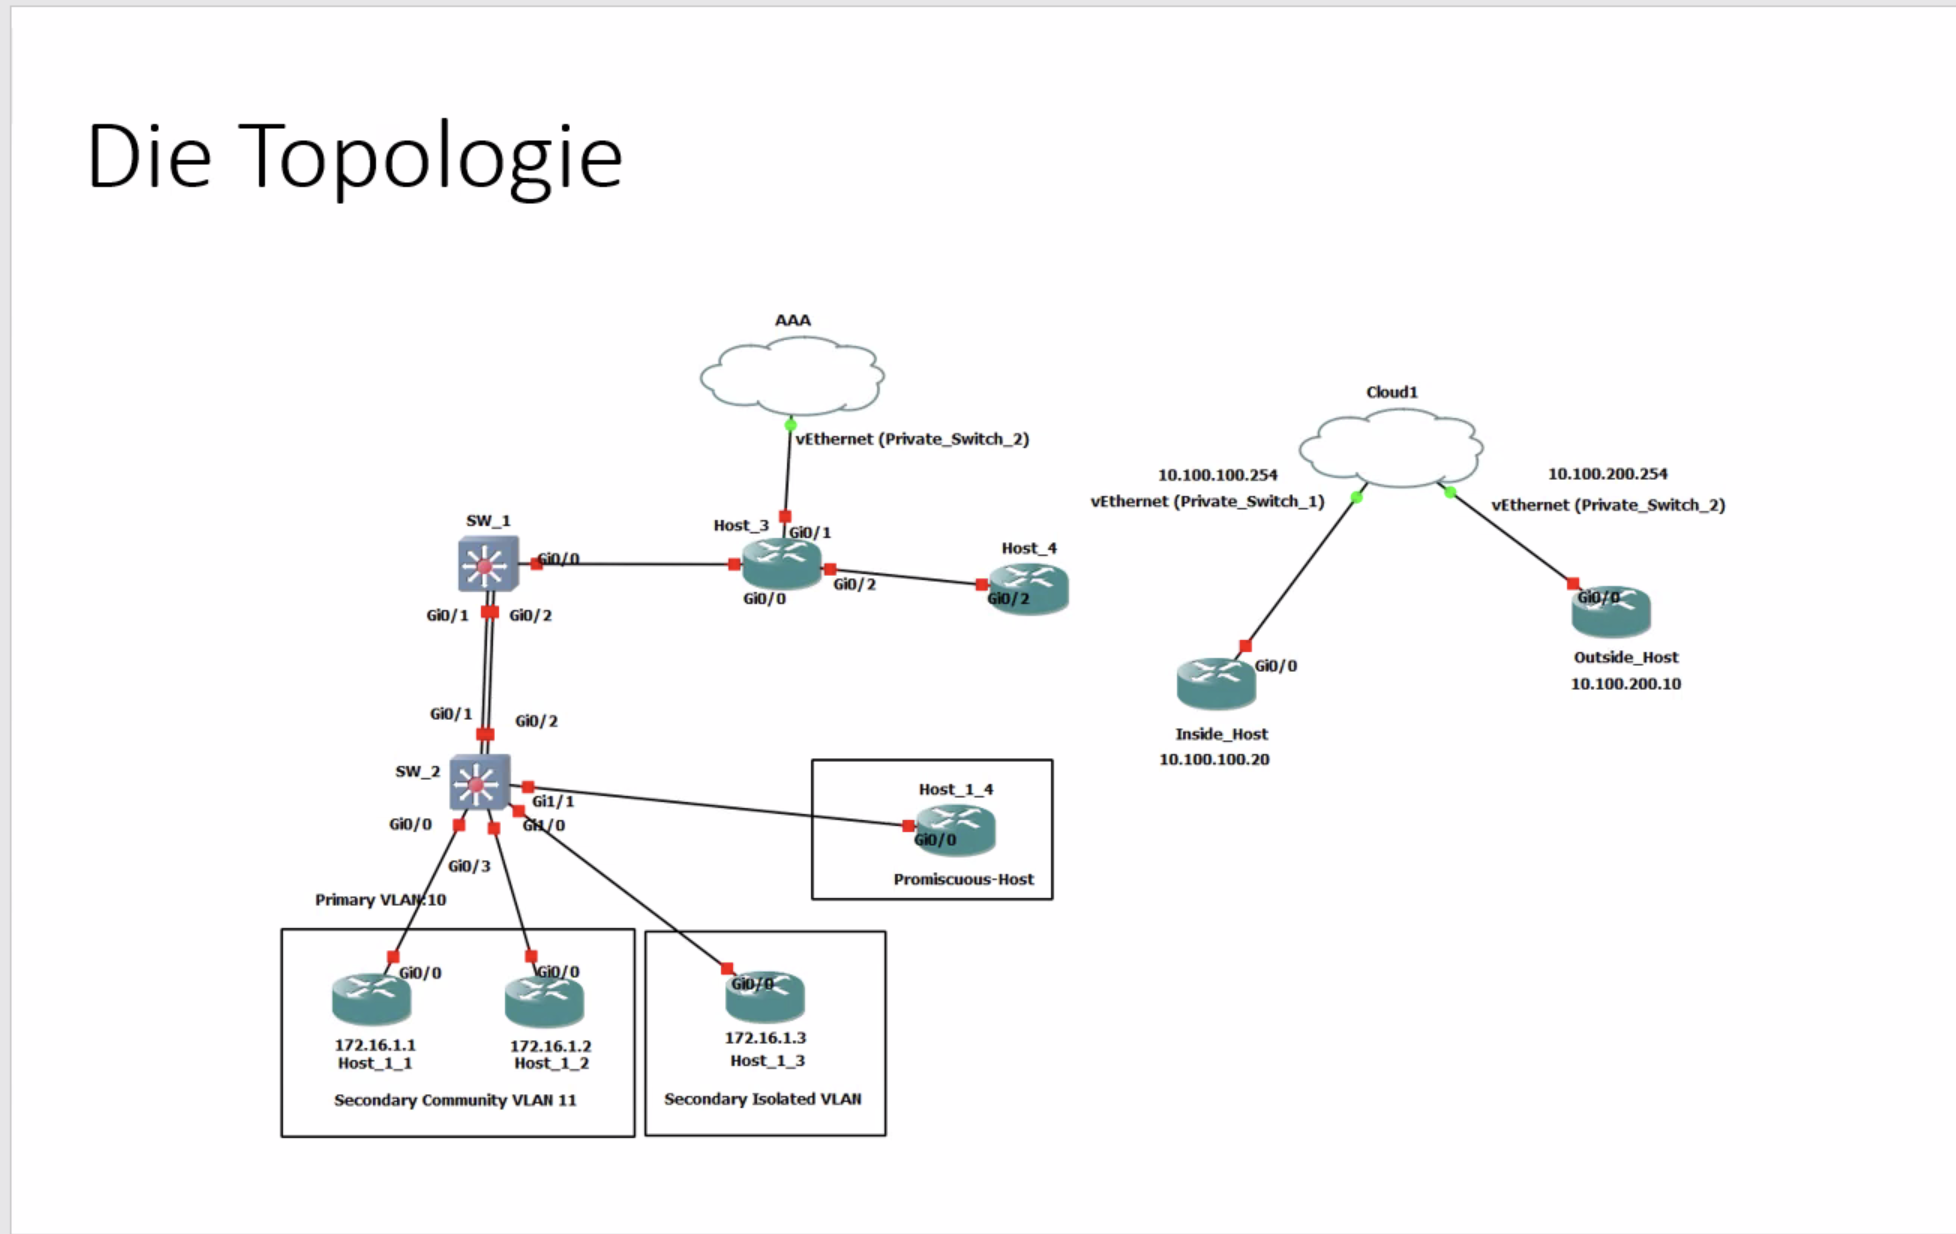 Die Topologie
AAA
vEthernet (Private_Switch_2)
Cloud1
10.100.100.254
vEthernet (Private_Switch_1)
10.100.200.254
vEthernet (Private_Switch_2)
SW_1
Gi0/0
Host_3
Gi0/1
Gi0/0
Gi0/2
Host_4
Gi0/2
Gi0/1
Gi0/2
Gi0/0
Outside_Host
10.100.200.10
Gi0/0
Inside_Host
10.100.100.20
Gi0/1
Gi0/2
SW_2
Gi1/1
Gi0/0
Gi1/0
Gi0/3
Host_1_4
Gi0/0
Promiscuous-Host
Primary VLAN:10
Gi0/0
172.16.1.1
Host_1_1
Gi0/0
172.16.1.2
Host_1_2
Secondary Community VLAN 11
Gi0/0
172.16.1.3
Host_1_3
Secondary Isolated VLAN